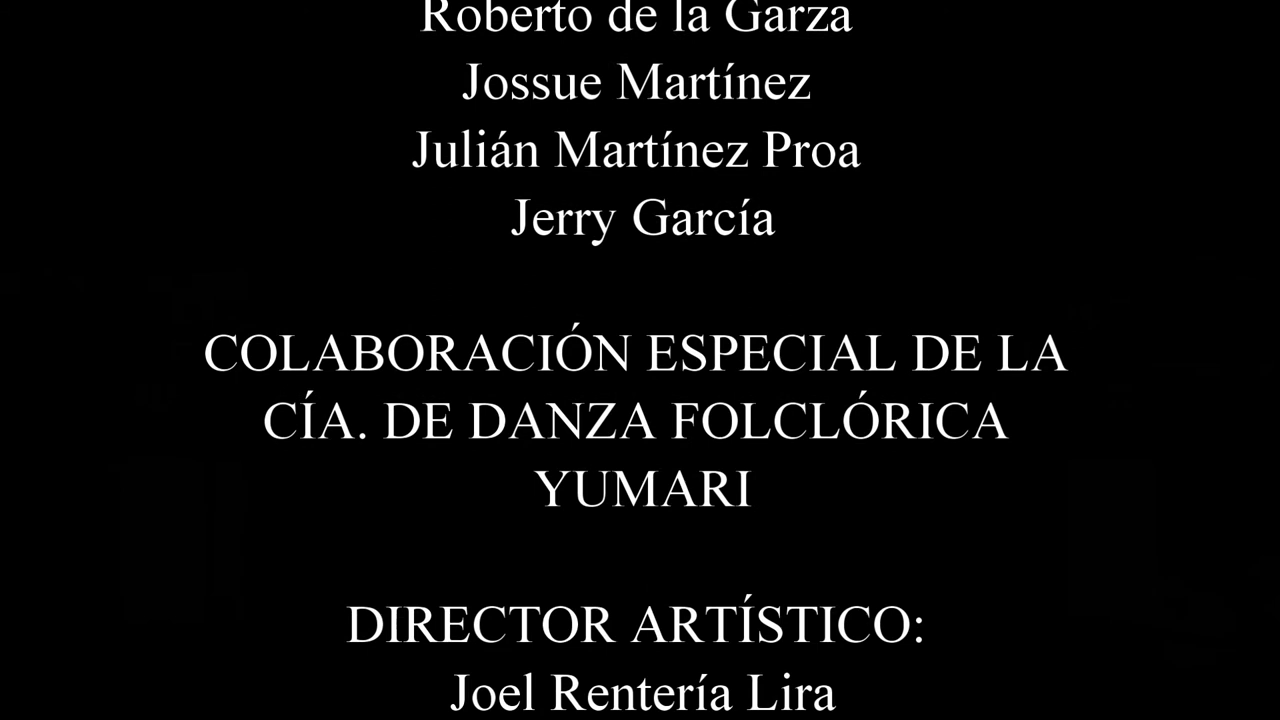 Roberto de la Garza
Jossue Martínez
Julián Martínez Proa
Jerry García
COLABORACIÓN ESPECIAL DE LA
CÍA. DE DANZA FOLCLÓRICA
YUMARI
DIRECTOR ARTÍSTICO:
Joel Rentería Lira